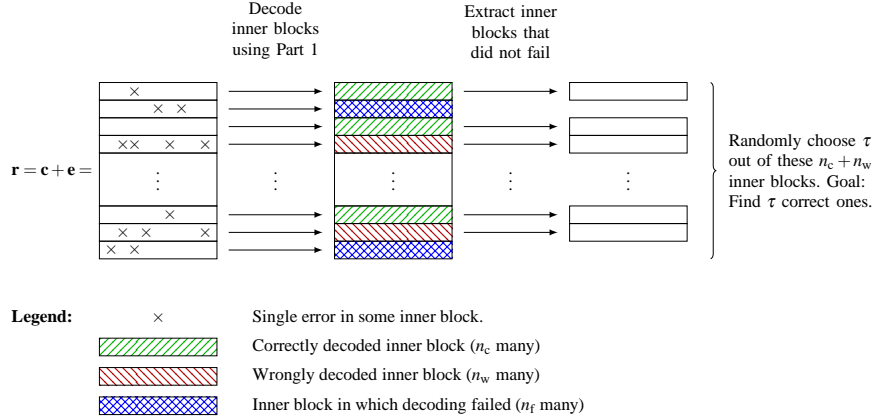 Decode
inner blocks
using Part 1
Extract inner
blocks that
did not fail
r = c + e =
Randomly choose τ
out of these n_c + n_w
inner blocks. Goal:
Find τ correct ones.
Legend:
× Single error in some inner block.
Correctly decoded inner block (n_c many)
Wrongly decoded inner block (n_w many)
Inner block in which decoding failed (n_f many)